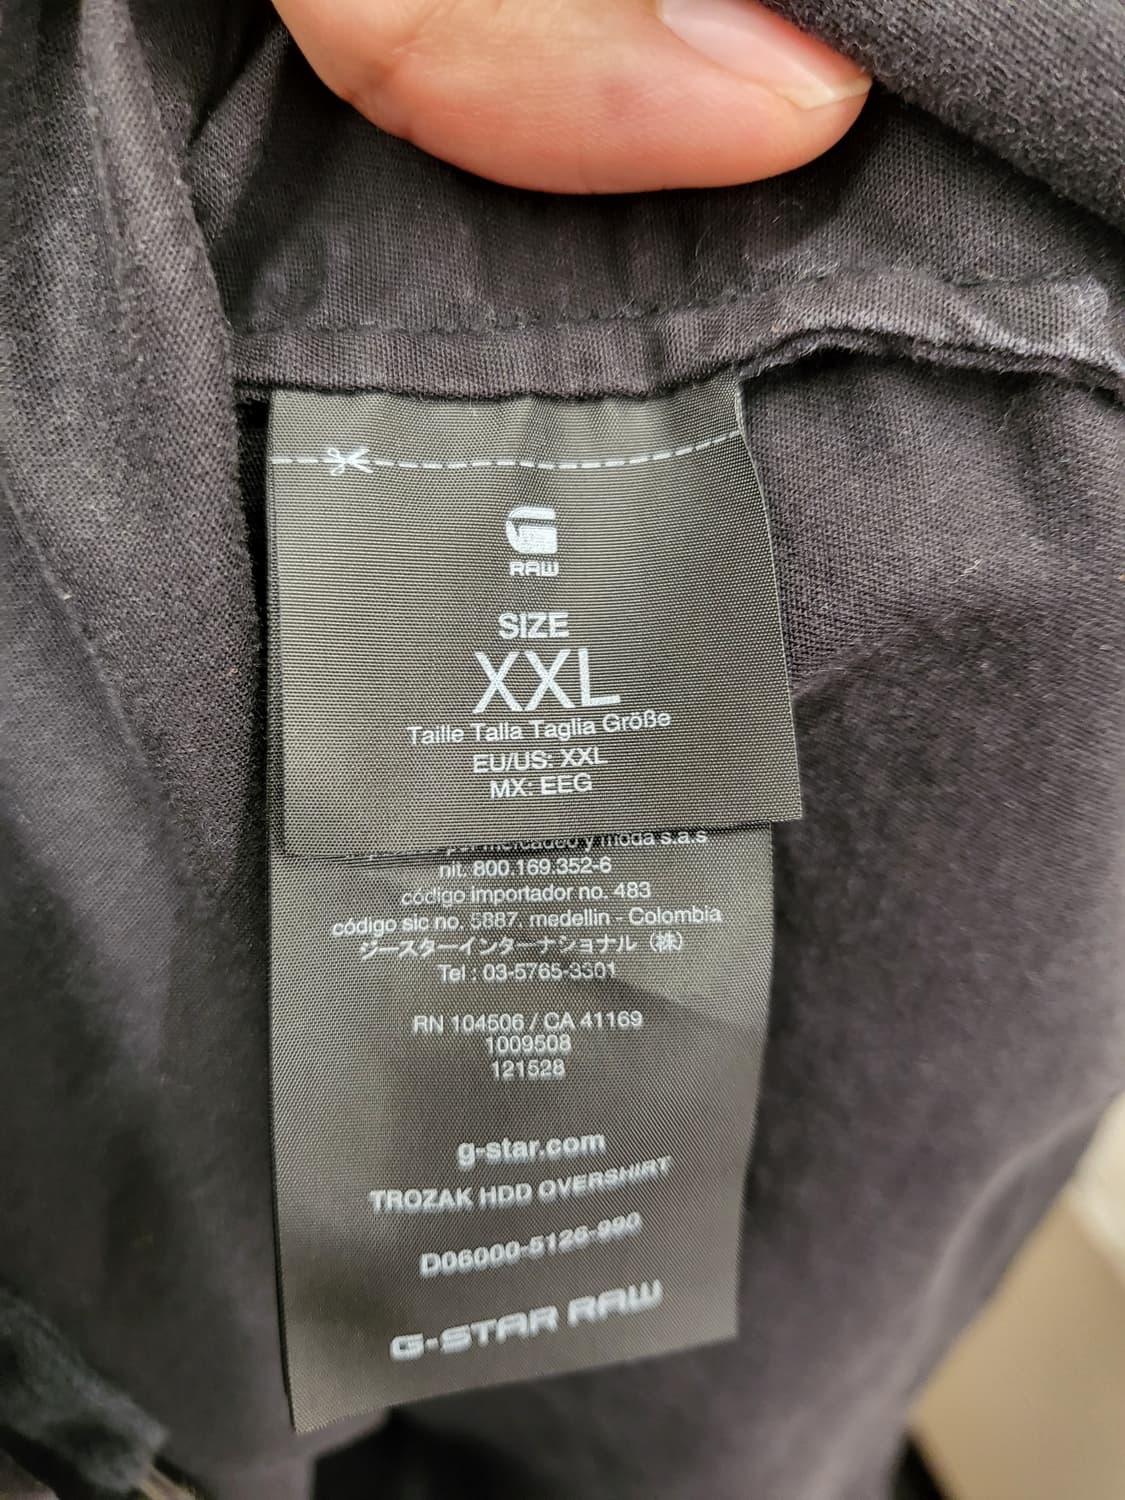 RAW
SIZE
XXL
Taille Talla Taglia Größe
EU/US: XXL
MX: EEG
por mercadeo y moda s.a.s
nit. 800.169.352-6
código importador no. 483
código sic no. 5887. medellin - Colombia
ジースターインターナショナル (株)
Tel : 03-5765-3301
RN 104506 / CA 41169
1009508
121528
g-star.com
TROZAK HDD OVERSHIRT
D06000-5126-990
G-STAR RAW